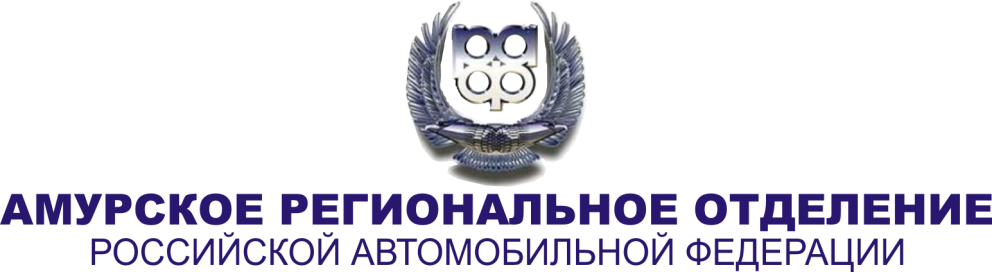 АМУРСКОЕ РЕГИОНАЛЬНОЕ ОТДЕЛЕНИЕ
РОССИЙСКОЙ АВТОМОБИЛЬНОЙ ФЕДЕРАЦИИ